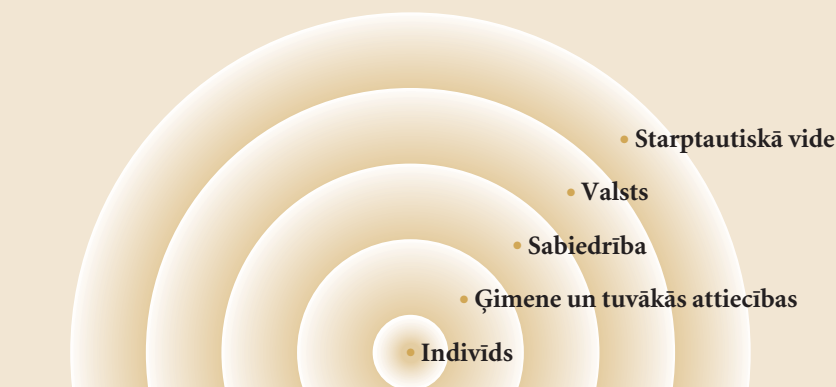 Starptautiskā vide
Valsts
Sabiedrība
Ģimene un tuvākās attiecības
Indivīds